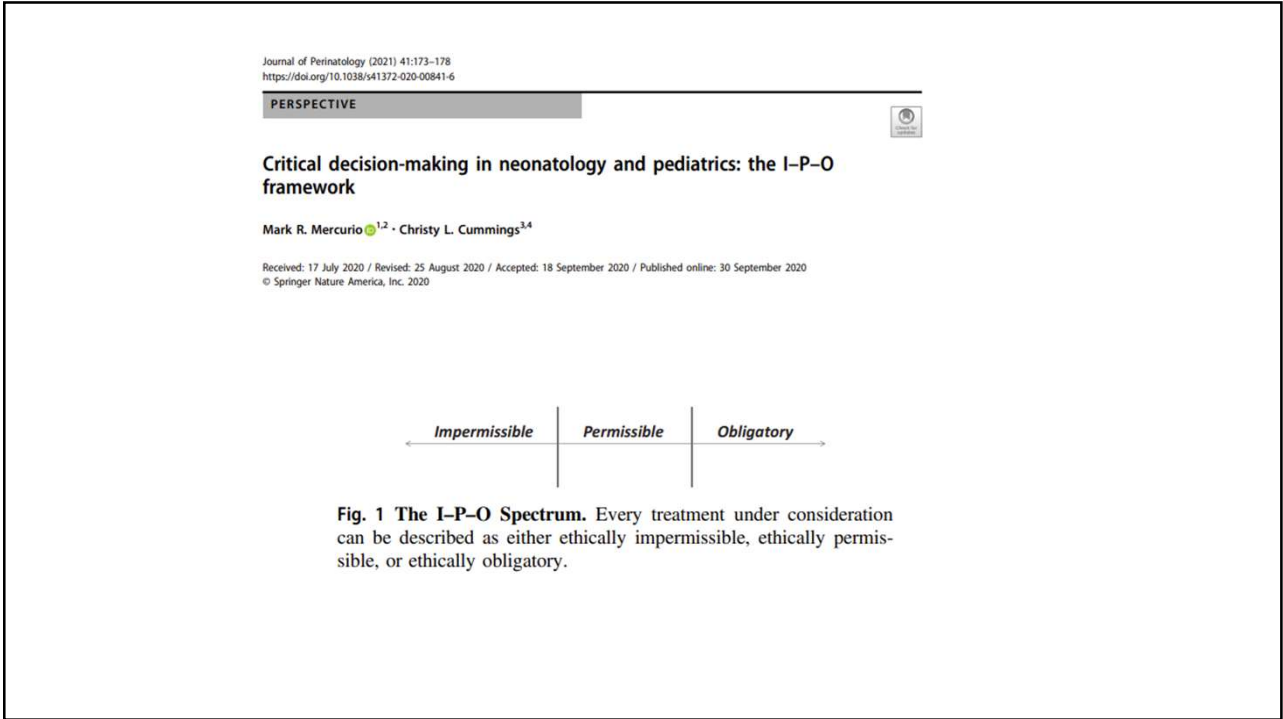 Journal of Perinatology (2021) 41:173–178
https://doi.org/10.1038/s41372-020-00841-6
PERSPECTIVE
Check for
updates
Critical decision-making in neonatology and pediatrics: the I–P–O
framework
Mark R. Mercurio iD 1,2 · Christy L. Cummings3,4
Received: 17 July 2020 / Revised: 25 August 2020 / Accepted: 18 September 2020 / Published online: 30 September 2020
© Springer Nature America, Inc. 2020
Impermissible Permissible Obligatory
Fig. 1 The I–P–O Spectrum. Every treatment under consideration
can be described as either ethically impermissible, ethically permis-
sible, or ethically obligatory.